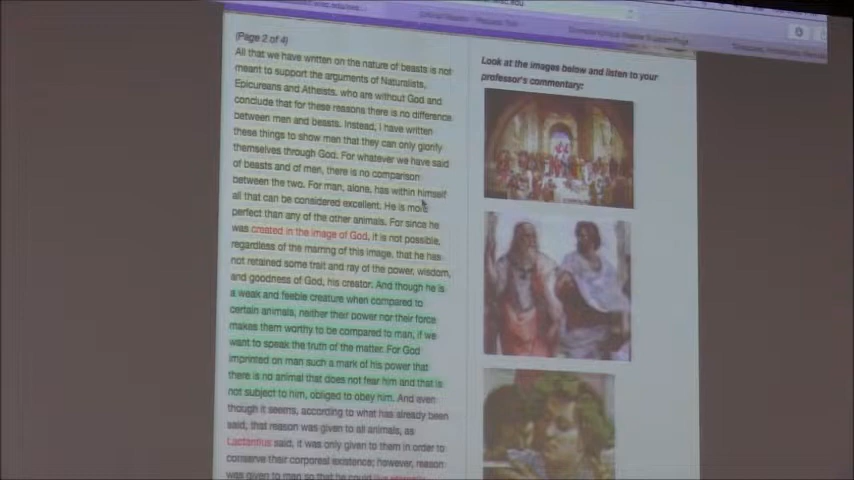 (Page 2 of 4)
All that we have written on the nature of beasts is not
meant to support the arguments of Naturalists,
Epicureans and Atheists. who are without God and
conclude that for these reasons there is no difference
between men and beasts. Instead, I have written
these things to show men that they can only glorify
themselves through God. For whatever we have said
of beasts and of men, there is no comparison
between the two. For man, alone, has within himself
all that can be considered excellent. He is more
perfect than any of the other animals. For since he
was created in the image of God, it is not possible,
regardless of the marring of this image, that he has
not retained some trait and ray of the power, wisdom,
and goodness of God, his creator. And though he is
a weak and feeble creature when compared to
certain animals, neither their power nor their force
makes them worthy to be compared to man, if we
want to speak the truth of the matter. For God
imprinted on man such a mark of his power that
there is no animal that does not fear him and that is
not subject to him, obliged to obey him. And even
though it seems, according to what has already been
said, that reason was given to all animals, as
Lactantius said, it was only given to them in order to
conserve their corporeal existence; however, reason
was given to man so that he could live
Look at the images below and listen to your
professor's commentary: